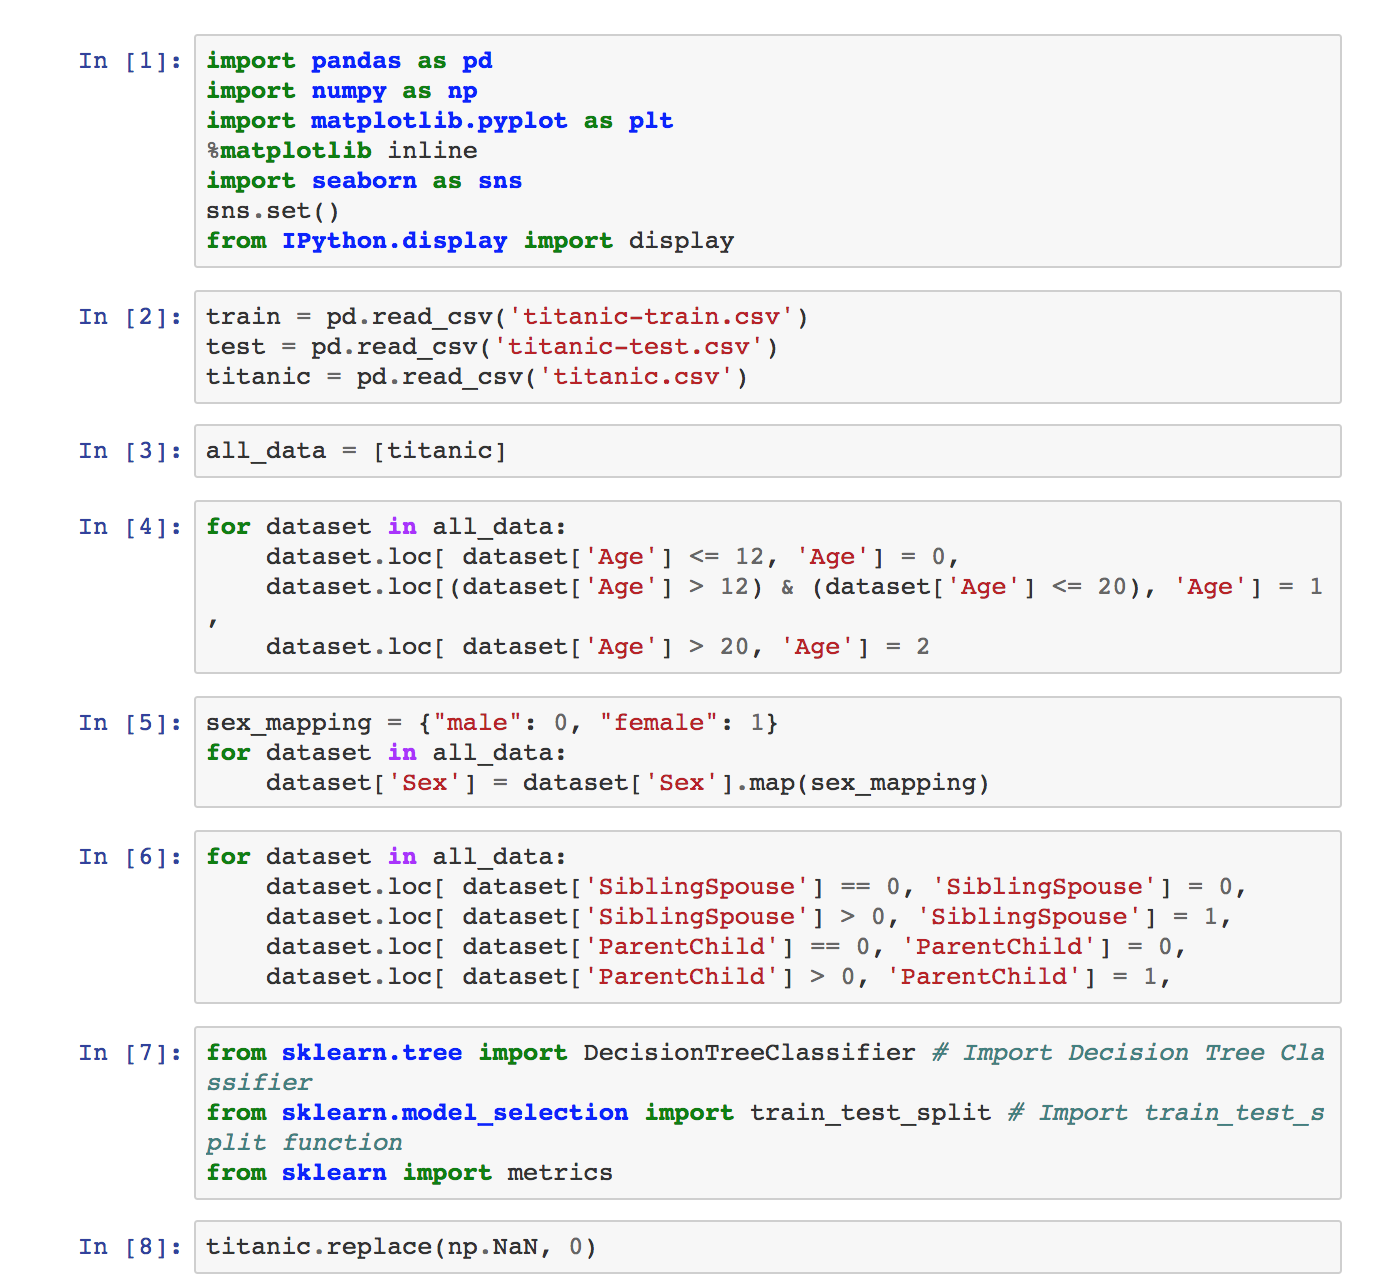 In [1]: import pandas as pd
import numpy as np
import matplotlib.pyplot as plt
%matplotlib inline
import seaborn as sns
sns.set()
from IPython.display import display
In [2]: train = pd.read_csv('titanic-train.csv')
test = pd.read_csv('titanic-test.csv')
titanic = pd.read_csv('titanic.csv')
In [3]: all_data = [titanic]
In [4]: for dataset in all_data:
    dataset.loc[ dataset['Age'] <= 12, 'Age'] = 0,
    dataset.loc[(dataset['Age'] > 12) & (dataset['Age'] <= 20), 'Age'] = 1
,
    dataset.loc[ dataset['Age'] > 20, 'Age'] = 2
In [5]: sex_mapping = {"male": 0, "female": 1}
for dataset in all_data:
    dataset['Sex'] = dataset['Sex'].map(sex_mapping)
In [6]: for dataset in all_data:
    dataset.loc[ dataset['SiblingSpouse'] == 0, 'SiblingSpouse'] = 0,
    dataset.loc[ dataset['SiblingSpouse'] > 0, 'SiblingSpouse'] = 1,
    dataset.loc[ dataset['ParentChild'] == 0, 'ParentChild'] = 0,
    dataset.loc[ dataset['ParentChild'] > 0, 'ParentChild'] = 1,
In [7]: from sklearn.tree import DecisionTreeClassifier # Import Decision Tree Cla
ssifier
from sklearn.model_selection import train_test_split # Import train_test_s
plit function
from sklearn import metrics
In [8]: titanic.replace(np.NaN, 0)